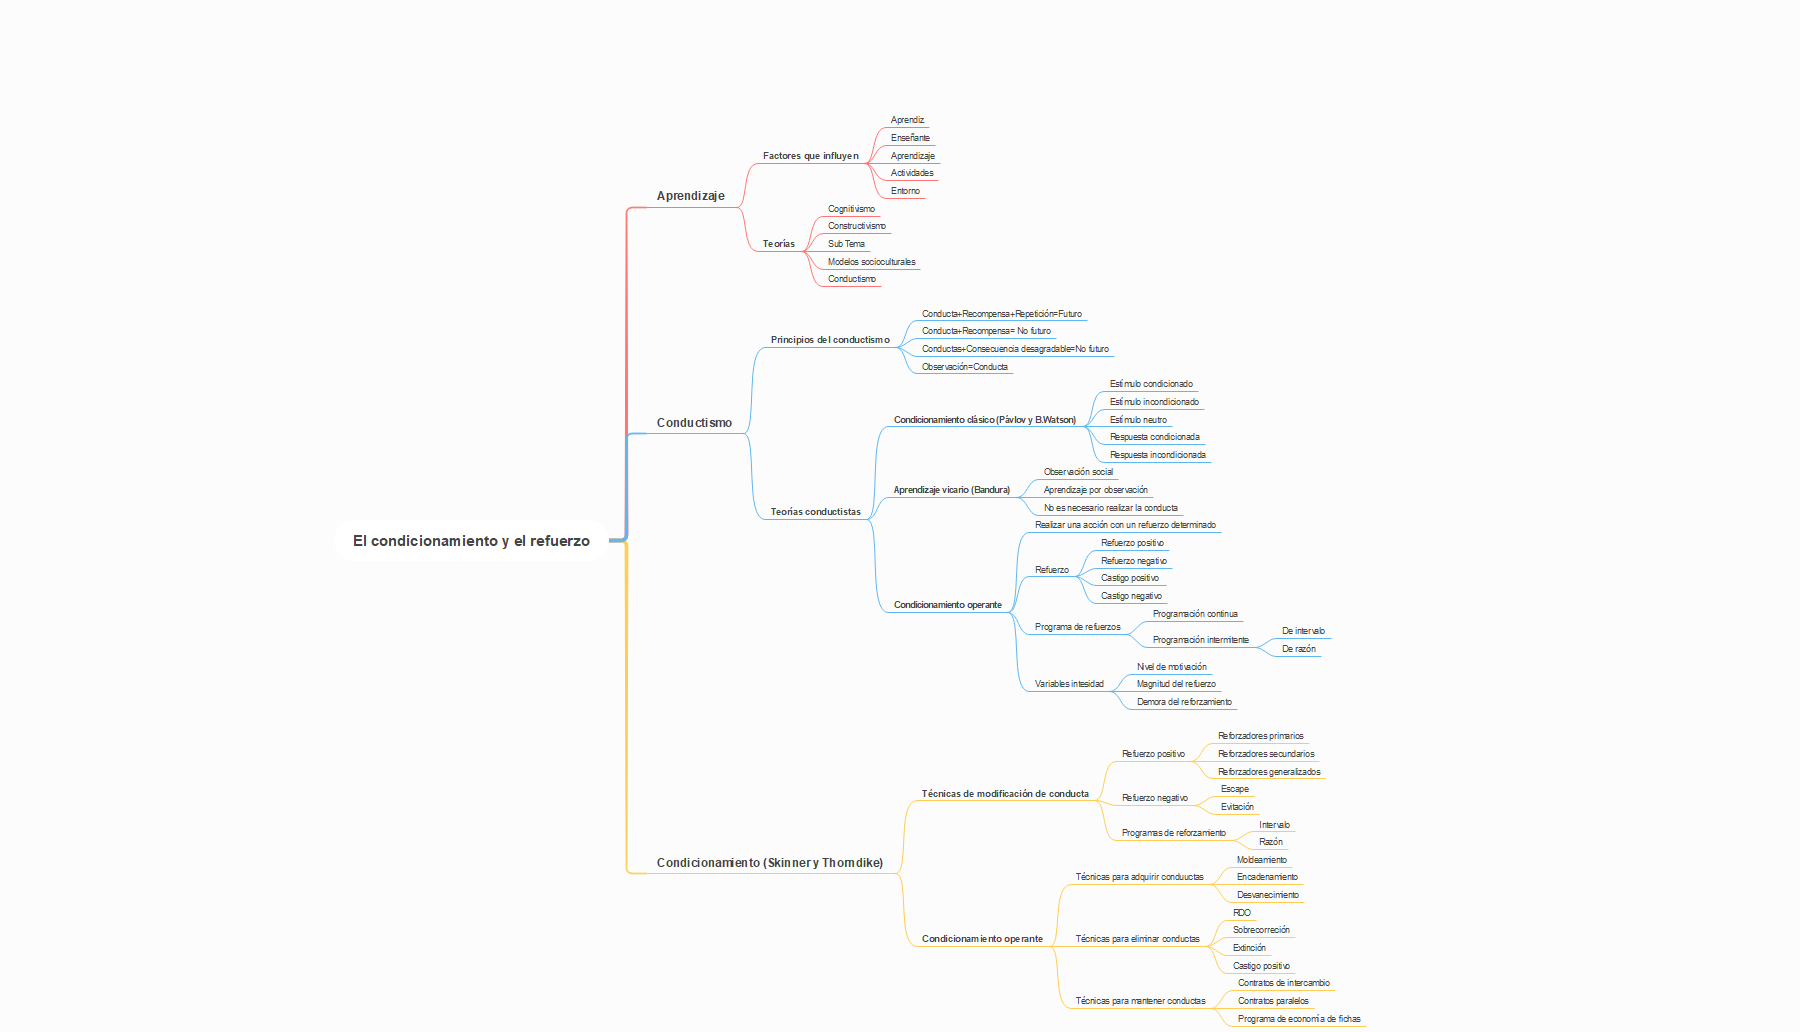 El condicionamiento y el refuerzo
Aprendizaje
Factores que influyen
Aprendiz
Enseñante
Aprendizaje
Actividades
Entorno
Teorías
Cognitivismo
Constructivismo
Sub Tema
Modelos socioculturales
Conductismo
Conductismo
Principios del conductismo
Conducta+Recompensa+Repetición=Futuro
Conducta+Recompensa= No futuro
Conductas+Consecuencia desagradable=No futuro
Observación=Conducta
Teorías conductistas
Condicionamiento clásico (Pávlov y B.Watson)
Estímulo condicionado
Estímulo incondicionado
Estímulo neutro
Respuesta condicionada
Respuesta incondicionada
Aprendizaje vicario (Bandura)
Observación social
Aprendizaje por observación
No es necesario realizar la conducta
Condicionamiento operante
Realizar una acción con un refuerzo determinado
Refuerzo
Refuerzo positivo
Refuerzo negativo
Castigo positivo
Castigo negativo
Programa de refuerzos
Programación continua
Programación intermitente
De intervalo
De razón
Variables intesidad
Nivel de motivación
Magnitud del refuerzo
Demora del reforzamiento
Condicionamiento (Skinner y Thorndike)
Técnicas de modificación de conducta
Refuerzo positivo
Reforzadores primarios
Reforzadores secundarios
Reforzadores generalizados
Refuerzo negativo
Escape
Evitación
Programas de reforzamiento
Intervalo
Razón
Condicionamiento operante
Técnicas para adquirir conduuctas
Moldeamiento
Encadenamiento
Desvanecimiento
Técnicas para eliminar conductas
RDO
Sobrecorreción
Extinción
Castigo positivo
Técnicas para mantener conductas
Contratos de intercambio
Contratos paralelos
Programa de economía de fichas